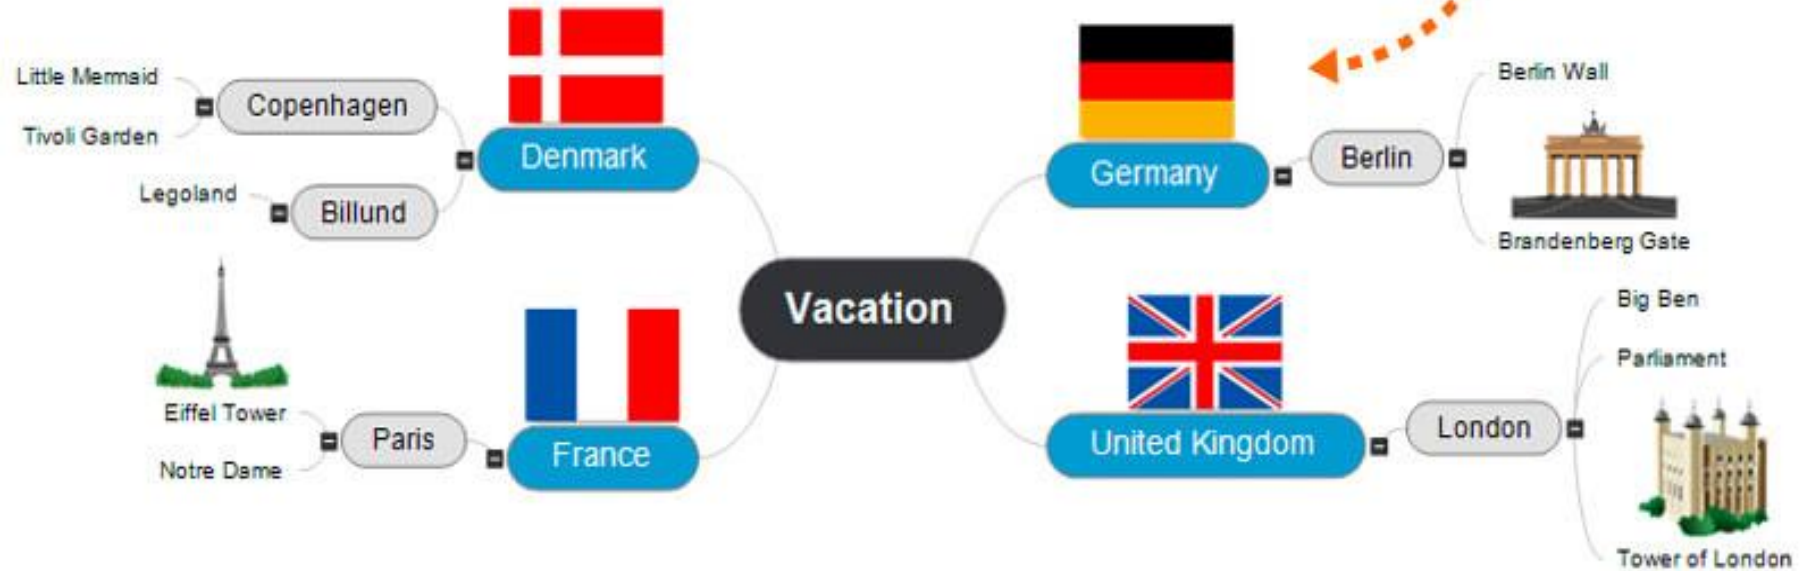 Vacation
Denmark
Copenhagen
Little Mermaid
Tivoli Garden
Billund
Legoland
France
Paris
Eiffel Tower
Notre Dame
Germany
Berlin
Berlin Wall
Brandenberg Gate
United Kingdom
London
Big Ben
Parliament
Tower of London